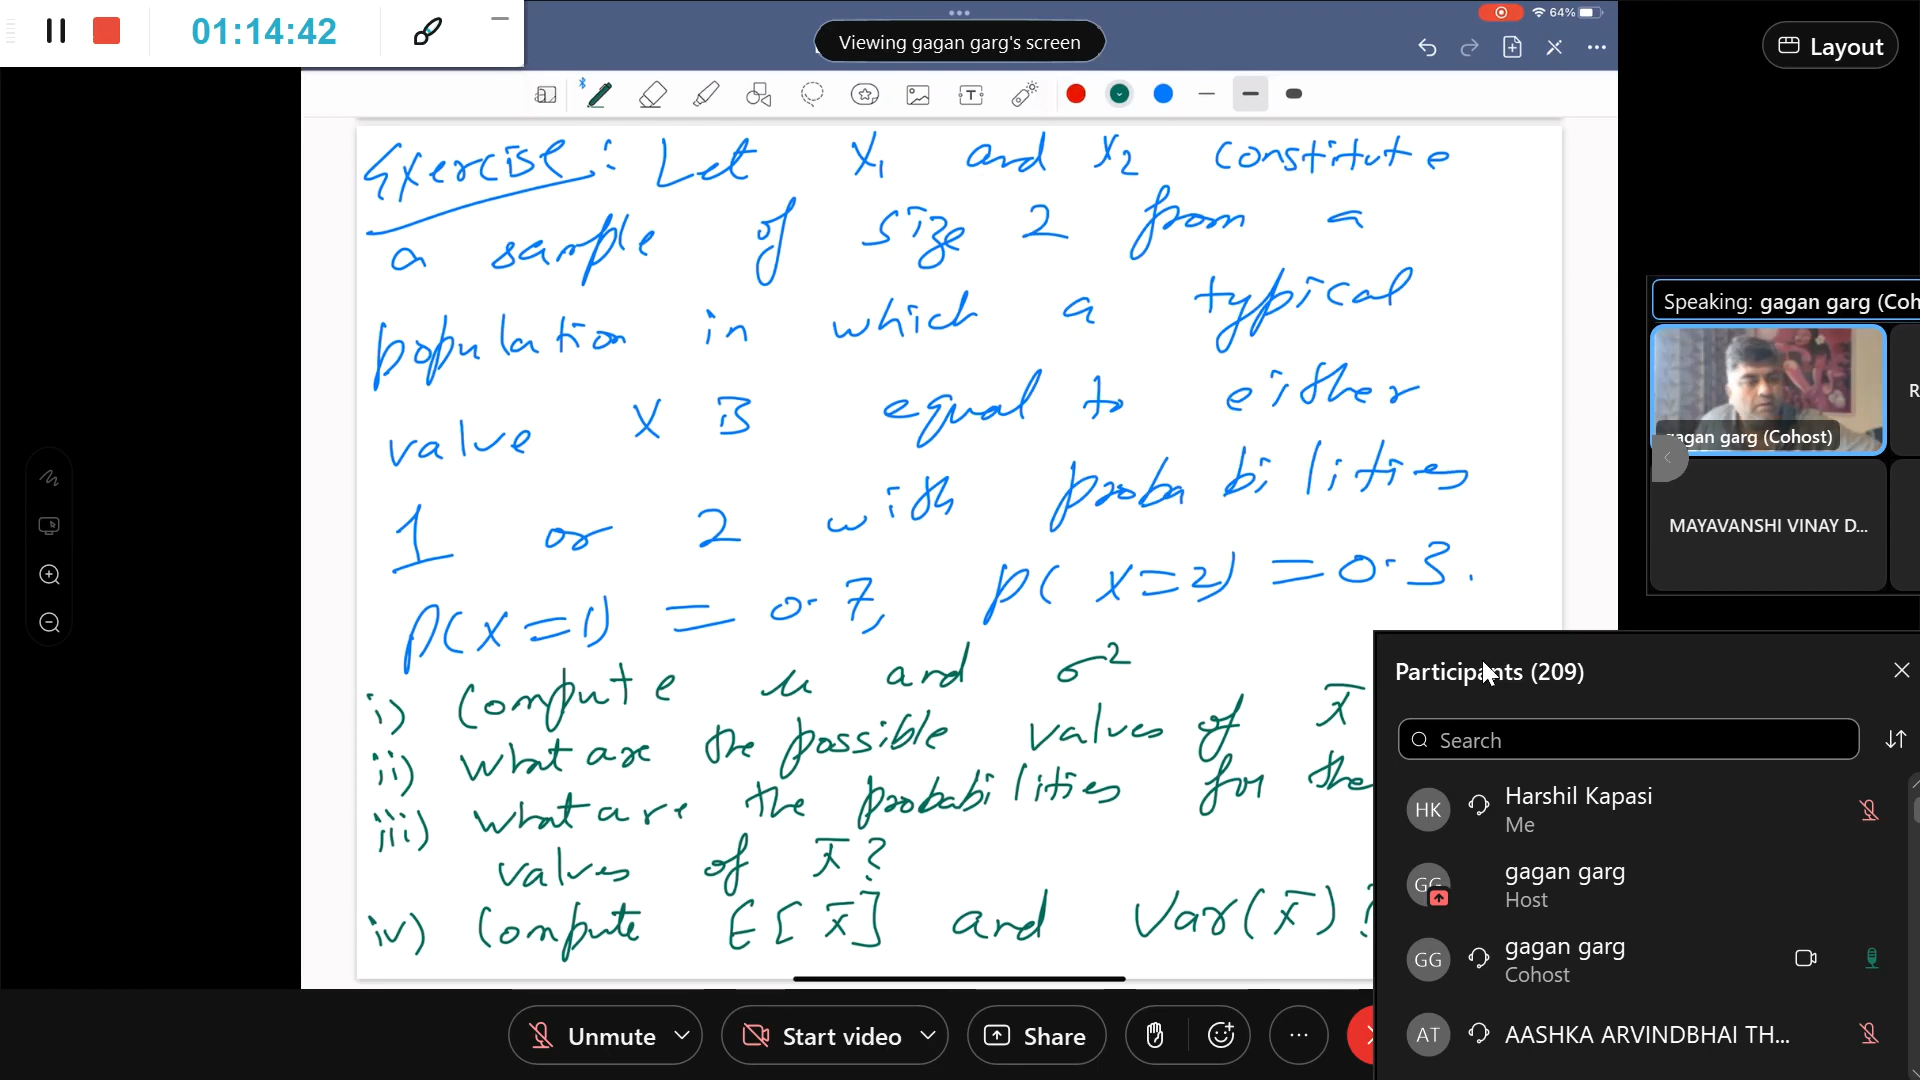 01:14:42
Viewing gagan garg's screen
64%
Layout
Exercise: Let X1 and X2 constitute
a sample of size 2 from a
population in which a typical
value X is equal to either
1 or 2 with probabilities
P(X=1) = 0.7, P(X=2) = 0.3.
i) Compute μ and σ²
ii) What are the possible values of X̄
iii) What are the probabilities for the
values of X̄?
iv) Compute E[X̄] and Var(X̄)?
Speaking: gagan garg (Coh
gagan garg (Cohost)
R
MAYAVANSHI VINAY D...
Participants (209)
Search
HK
Harshil Kapasi
Me
GG
gagan garg
Host
GG
gagan garg
Cohost
AT
AASHKA ARVINDBHAI TH...
Unmute
Start video
Share